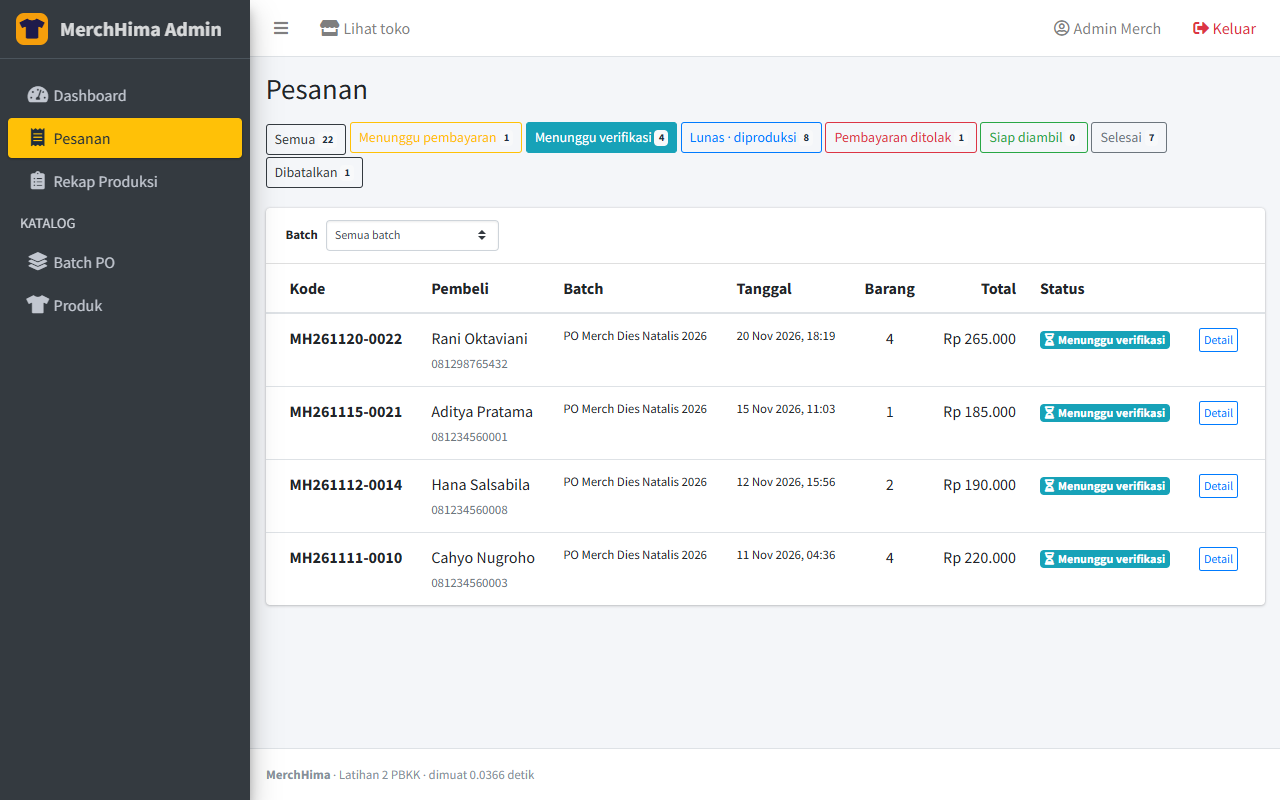 MerchHima Admin
Lihat toko
Admin Merch
Keluar
Dashboard
Pesanan
Rekap Produksi
KATALOG
Batch PO
Produk
Pesanan
Semua 22
Menunggu pembayaran 1
Menunggu verifikasi 4
Lunas · diproduksi 8
Pembayaran ditolak 1
Siap diambil 0
Selesai 7
Dibatalkan 1
Batch Semua batch
Kode Pembeli Batch Tanggal Barang Total Status
MH261120-0022 Rani Oktaviani PO Merch Dies Natalis 2026 20 Nov 2026, 18:19 4 Rp 265.000 Menunggu verifikasi Detail
081298765432
MH261115-0021 Aditya Pratama PO Merch Dies Natalis 2026 15 Nov 2026, 11:03 1 Rp 185.000 Menunggu verifikasi Detail
081234560001
MH261112-0014 Hana Salsabila PO Merch Dies Natalis 2026 12 Nov 2026, 15:56 2 Rp 190.000 Menunggu verifikasi Detail
081234560008
MH261111-0010 Cahyo Nugroho PO Merch Dies Natalis 2026 11 Nov 2026, 04:36 4 Rp 220.000 Menunggu verifikasi Detail
081234560003
MerchHima · Latihan 2 PBKK · dimuat 0.0366 detik